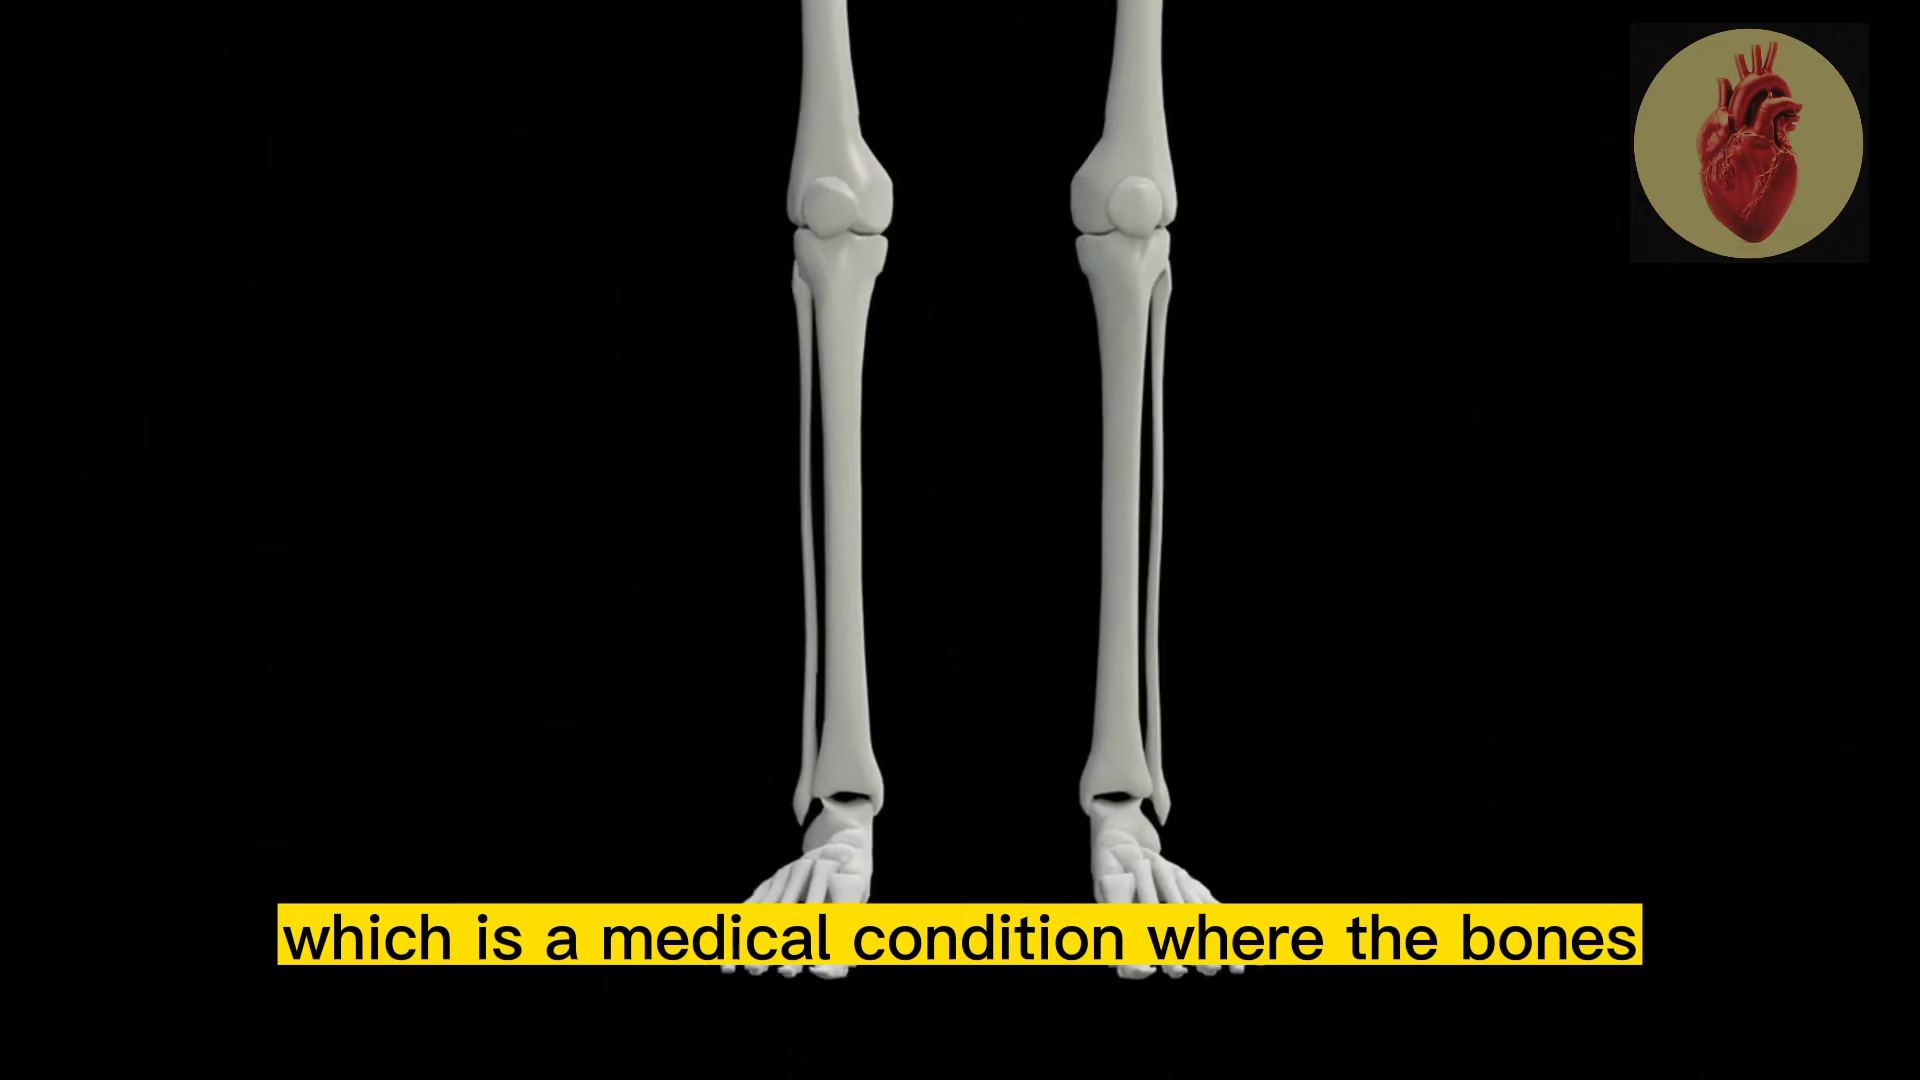 which is a medical condition where the bones